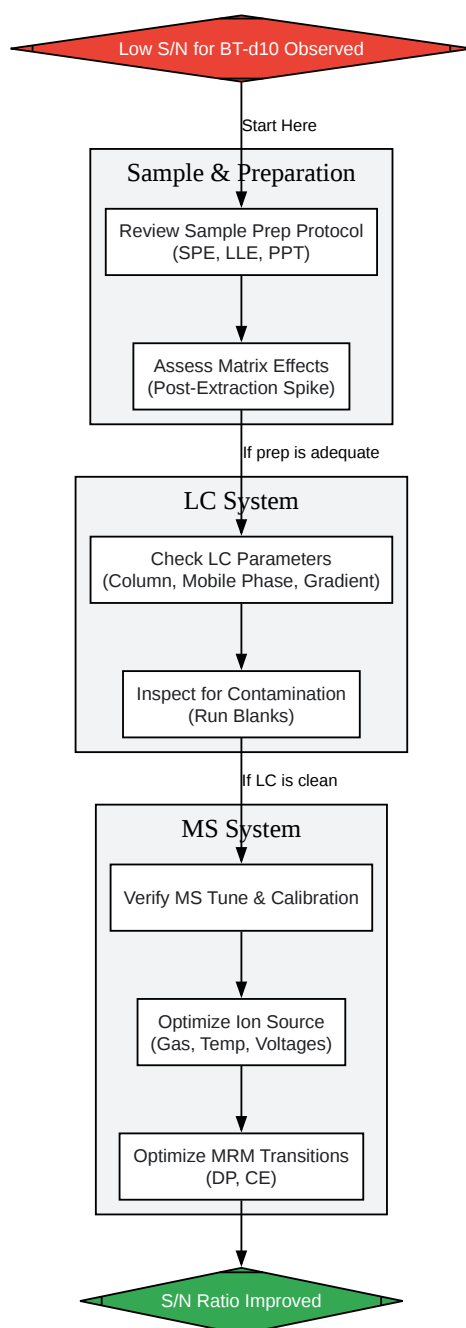 Low S/N for BT-d10 Observed
Start Here
Sample & Preparation
Review Sample Prep Protocol
(SPE, LLE, PPT)
Assess Matrix Effects
(Post-Extraction Spike)
If prep is adequate
LC System
Check LC Parameters
(Column, Mobile Phase, Gradient)
Inspect for Contamination
(Run Blanks)
If LC is clean
MS System
Verify MS Tune & Calibration
Optimize Ion Source
(Gas, Temp, Voltages)
Optimize MRM Transitions
(DP, CE)
S/N Ratio Improved